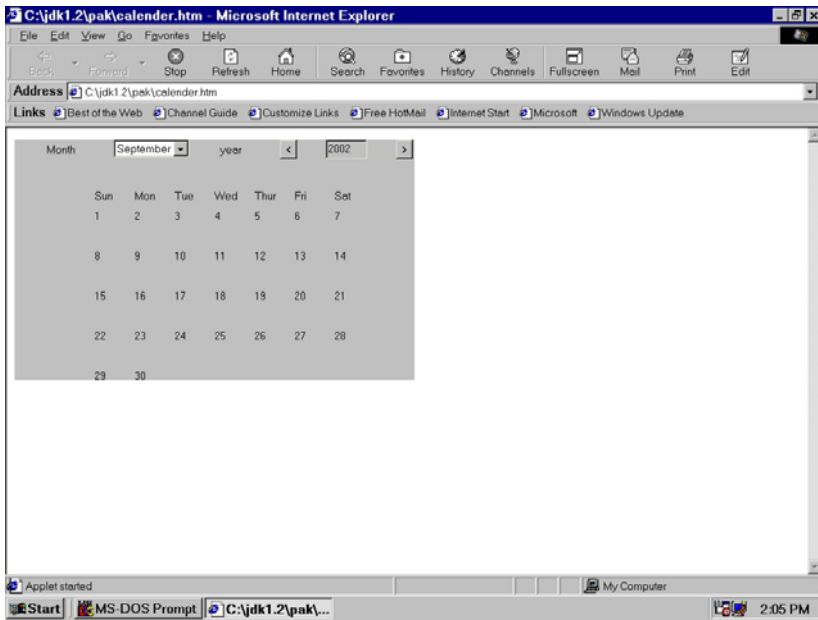 C:\jdk1.2\pak\calender.htm - Microsoft Internet Explorer
File Edit View Go Favorites Help
Back Forward Stop Refresh Home Search Favorites History Channels Fullscreen Mail Print Edit
Address C:\jdk1.2\pak\calender.htm
Links Best of the Web Channel Guide Customize Links Free HotMail Internet Start Microsoft Windows Update
Month September year < 2002 >
Sun Mon Tue Wed Thur Fri Sat
1 2 3 4 5 6 7
8 9 10 11 12 13 14
15 16 17 18 19 20 21
22 23 24 25 26 27 28
29 30
Applet started My Computer
Start MS-DOS Prompt C:\jdk1.2\pak\... 2:05 PM